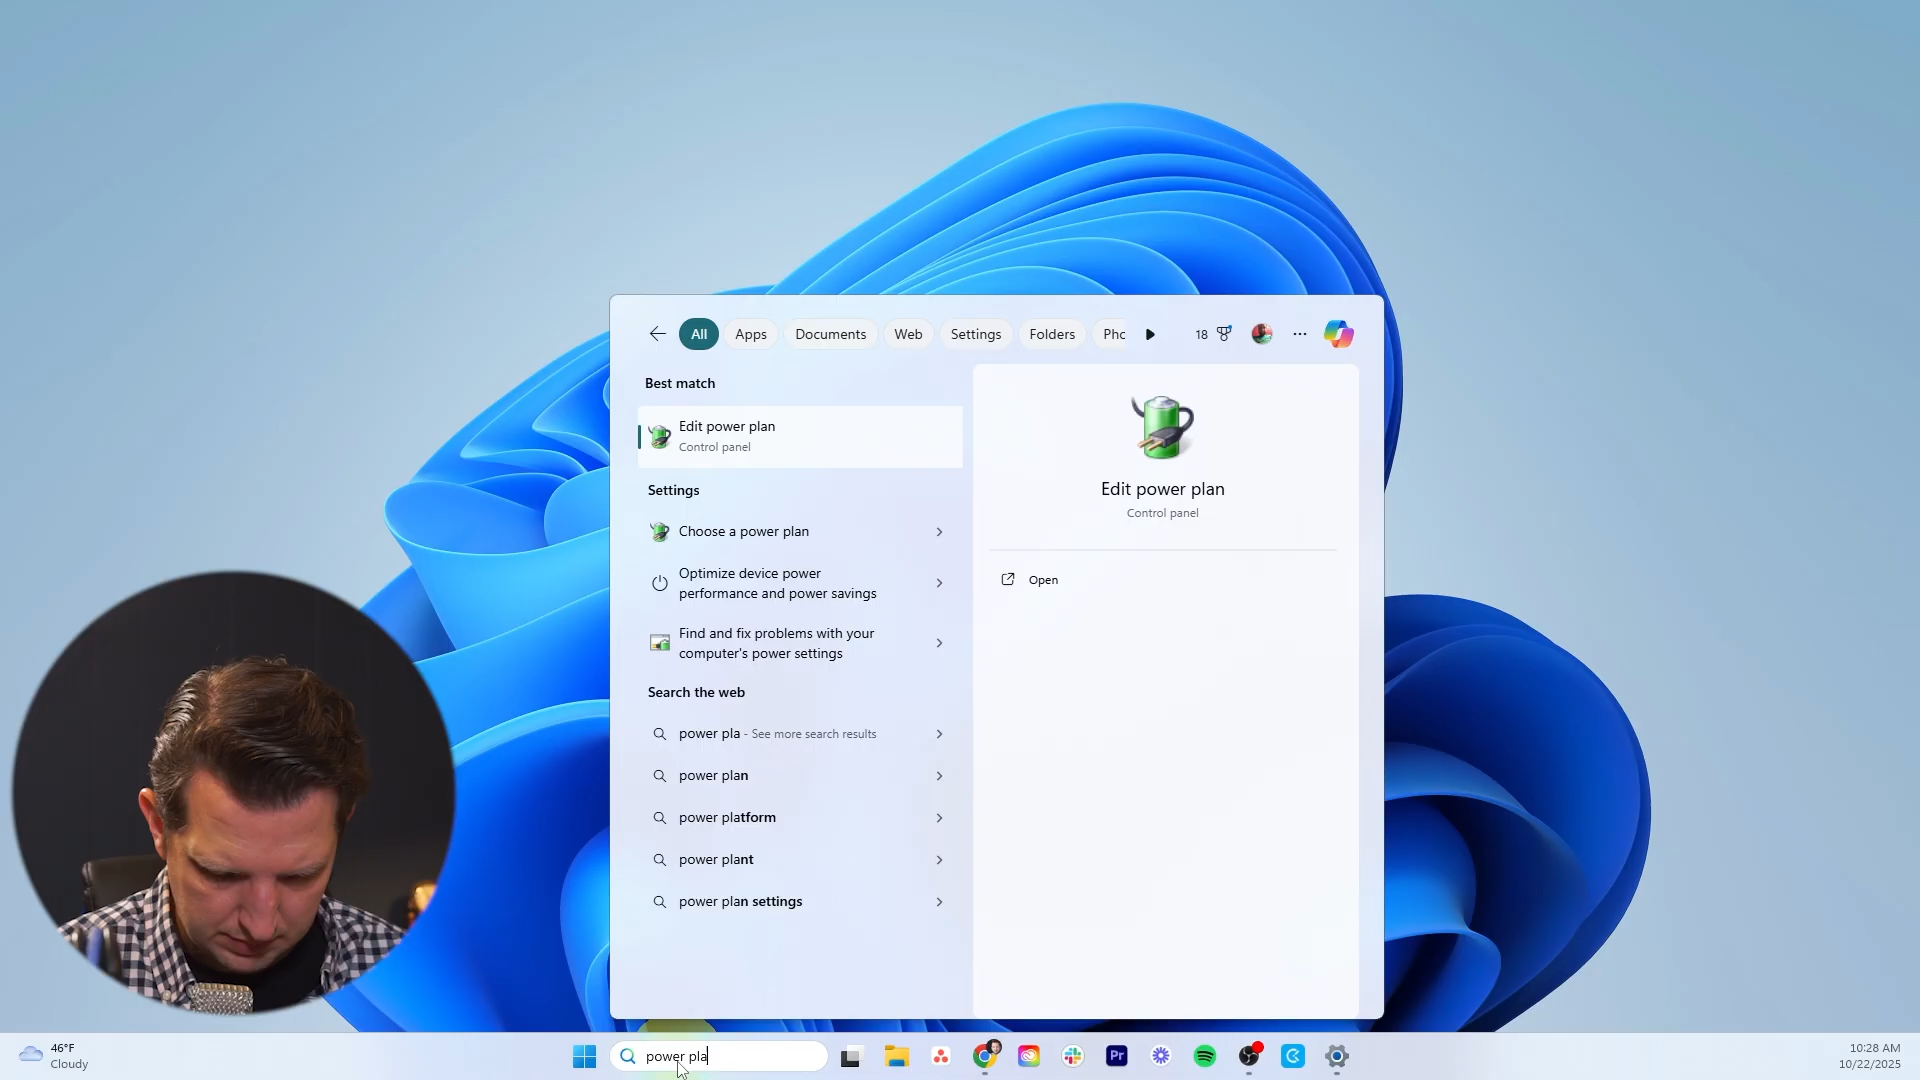 All
Apps
Documents
Web
Settings
Folders
Pho
18
Best match
Edit power plan
Control panel
Settings
Choose a power plan
Optimize device power
performance and power savings
Find and fix problems with your
computer's power settings
Search the web
power pla - See more search results
power plan
power platform
power plant
power plan settings
Edit power plan
Control panel
Open
46°F
Cloudy
power pla
Pr
10:28 AM
10/22/2025